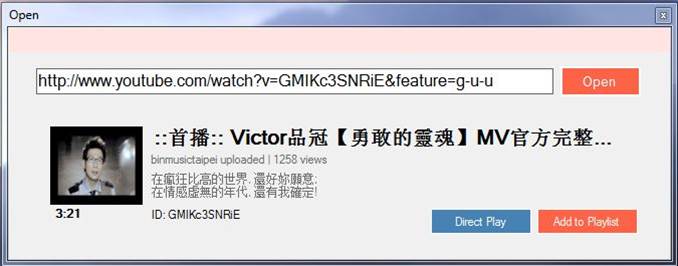 Open
http://www.youtube.com/watch?v=GMIKc3SNRiE&feature=g-u-u
Open
::首播:: Victor品冠【勇敢的靈魂】MV官方完整...
binmusictaipei uploaded | 1258 views
在瘋狂比高的世界, 還好妳願意;
在情感虛無的年代, 還有我確定!
3:21
ID: GMIKc3SNRiE
Direct Play
Add to Playlist